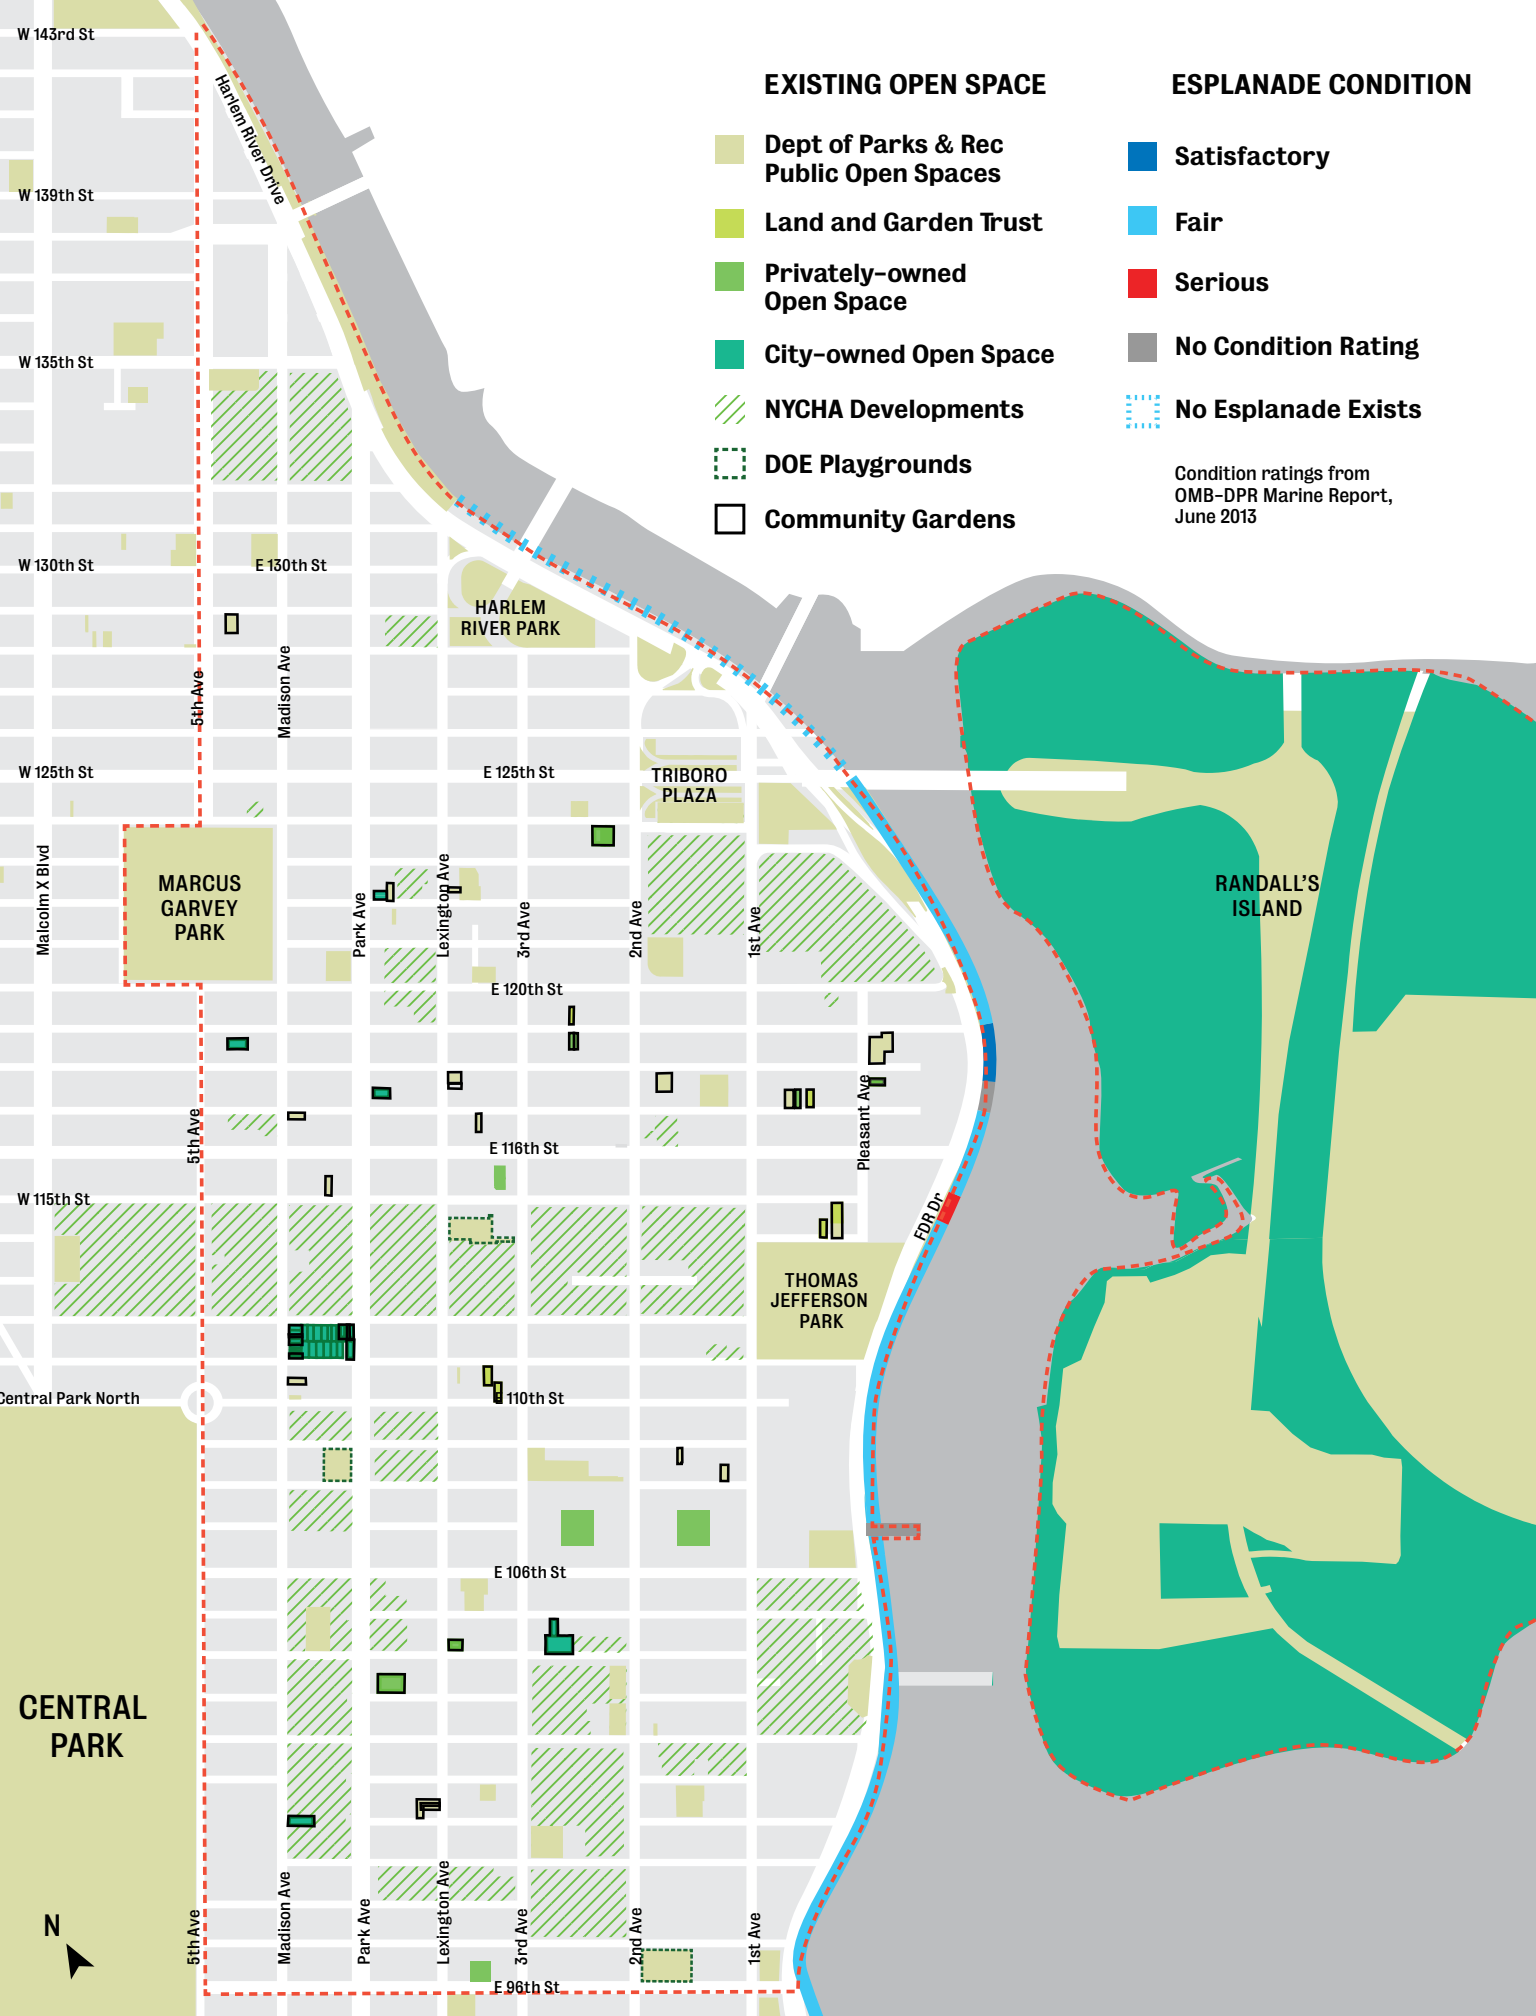 EXISTING OPEN SPACE
Dept of Parks & Rec
Public Open Spaces
Land and Garden Trust
Privately-owned
Open Space
City-owned Open Space
NYCHA Developments
DOE Playgrounds
Community Gardens
ESPLANADE CONDITION
Satisfactory
Fair
Serious
No Condition Rating
No Esplanade Exists
Condition ratings from
OMB-DPR Marine Report,
June 2013
W 143rd St
Harlem River Drive
W 139th St
W 135th St
W 130th St
E 130th St
HARLEM
RIVER PARK
5th Ave
Madison Ave
W 125th St
E 125th St
TRIBORO
PLAZA
Malcolm X Blvd
MARCUS
GARVEY
PARK
Park Ave
Lexington Ave
3rd Ave
2nd Ave
1st Ave
RANDALL'S
ISLAND
E 120th St
5th Ave
E 116th St
Pleasant Ave
W 115th St
FDR Dr
THOMAS
JEFFERSON
PARK
Central Park North
E 110th St
E 106th St
CENTRAL
PARK
N
5th Ave
Madison Ave
Park Ave
Lexington Ave
3rd Ave
2nd Ave
1st Ave
E 96th St